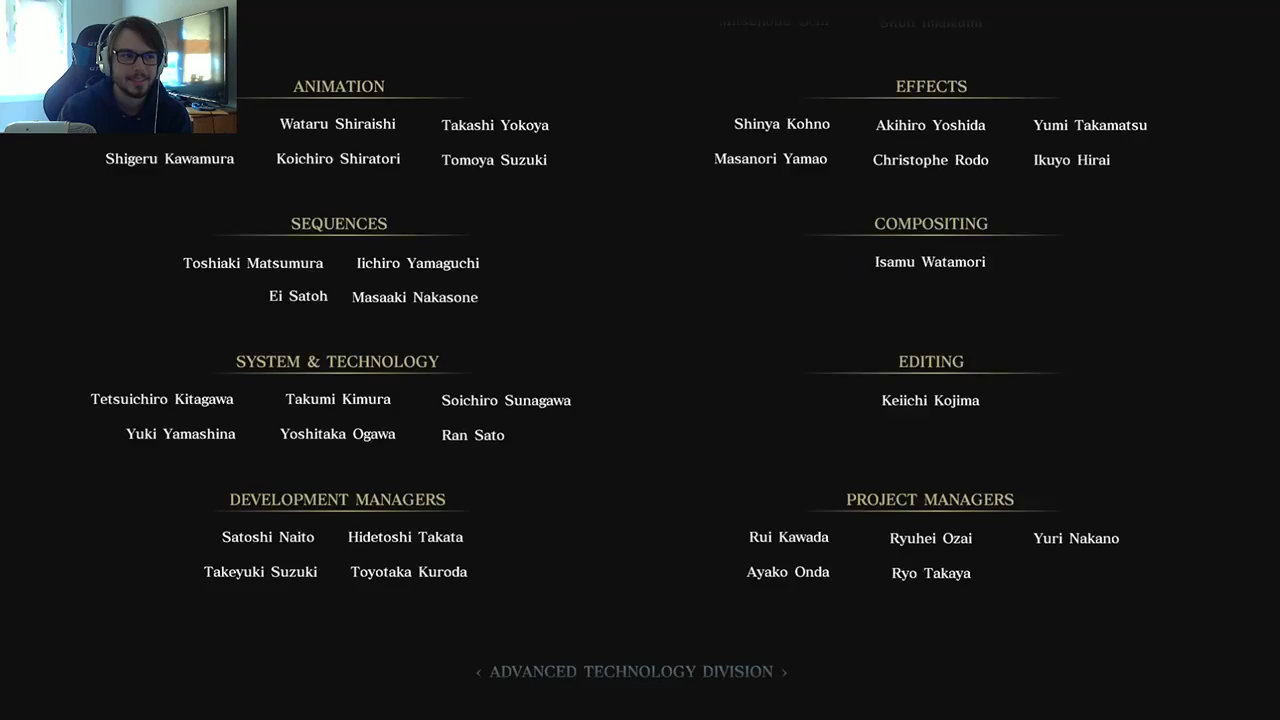 ANIMATION
Wataru Shiraishi Takashi Yokoya
Shigeru Kawamura Koichiro Shiratori Tomoya Suzuki
EFFECTS
Shinya Kohno Akihiro Yoshida Yumi Takamatsu
Masanori Yamao Christophe Rodo Ikuyo Hirai
SEQUENCES
Toshiaki Matsumura Iichiro Yamaguchi
Ei Satoh Masaaki Nakasone
COMPOSITING
Isamu Watamori
SYSTEM & TECHNOLOGY
Tetsuichiro Kitagawa Takumi Kimura Soichiro Sunagawa
Yuki Yamashina Yoshitaka Ogawa Ran Sato
EDITING
Keiichi Kojima
DEVELOPMENT MANAGERS
Satoshi Naito Hidetoshi Takata
Takeyuki Suzuki Toyotaka Kuroda
PROJECT MANAGERS
Rui Kawada Ryuhei Ozai Yuri Nakano
Ayako Onda Ryo Takaya
‹ ADVANCED TECHNOLOGY DIVISION ›